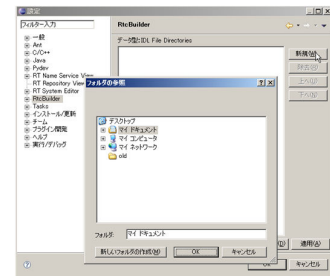 設定
フィルター入力
一般
Ant
C/C++
Java
Pydev
RT Name Service View
RT Repository View
RT System Editor
RtcBuilder
Tasks
インストール/更新
チーム
プラグイン開発
ヘルプ
実行/デバッグ
RtcBuilder
データ型:IDL File Directories
新規(N)
除去(R)
上へ(U)
下へ(D)
フォルダの参照
デスクトップ
マイ ドキュメント
マイ コンピュータ
マイ ネットワーク
old
フォルダ: マイ ドキュメント
新しいフォルダの作成(M) OK キャンセル
適用(A)
OK キャンセル